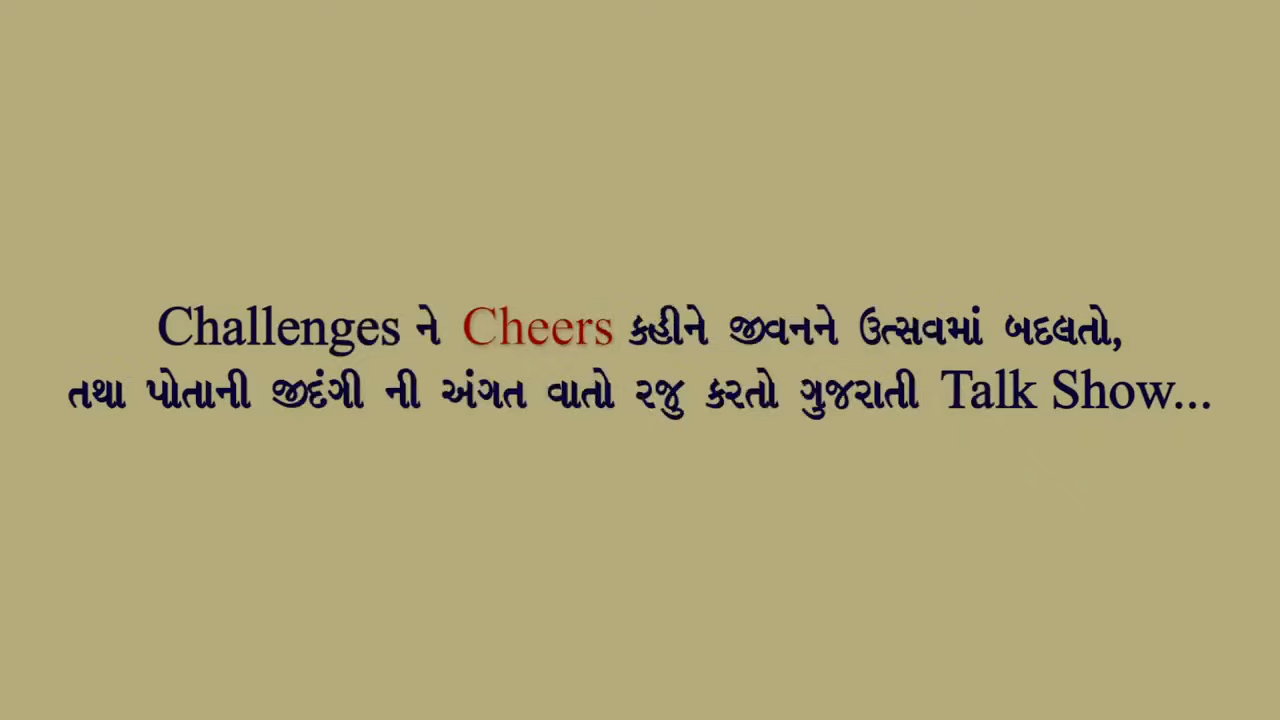 Challenges ને Cheers કહીને જીવનને ઉત્સવમાં બદલતો,
તથા પોતાની જીદંગી ની અંગત વાતો રજુ કરતો ગુજરાતી Talk Show...